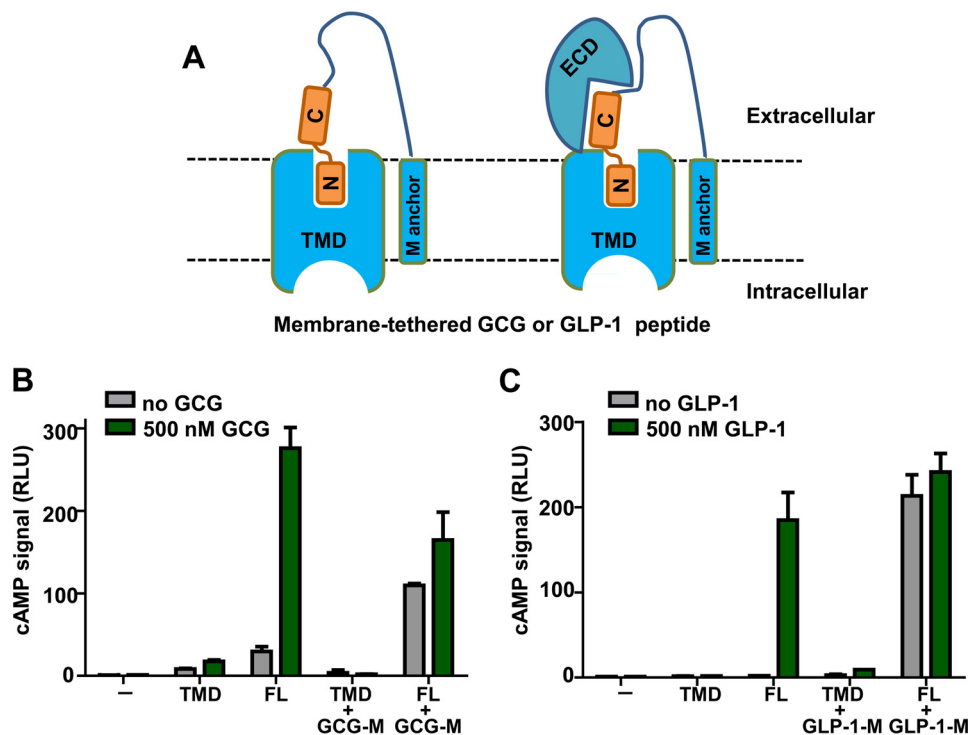 A
ECD
C
N
TMD
M anchor
C
N
TMD
M anchor
Extracellular
Intracellular
Membrane-tethered GCG or GLP-1 peptide
B
no GCG
500 nM GCG
cAMP signal (RLU)
300
200
100
0
–
TMD
FL
TMD
+
GCG-M
FL
+
GCG-M
C
no GLP-1
500 nM GLP-1
cAMP signal (RLU)
300
200
100
0
–
TMD
FL
TMD
+
GLP-1-M
FL
+
GLP-1-M